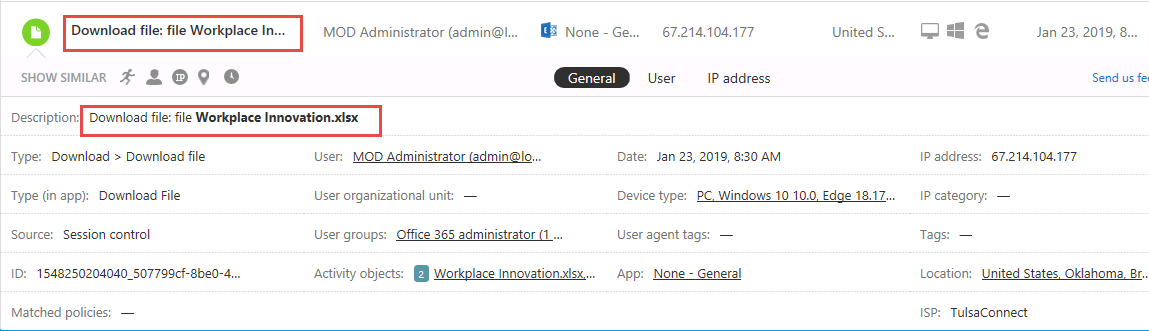 Download file: file Workplace In... MOD Administrator (admin@l... None - Ge... 67.214.104.177 United S... Jan 23, 2019, 8...
SHOW SIMILAR IP General User IP address Send us fee
Description: Download file: file Workplace Innovation.xlsx
Type: Download > Download file User: MOD Administrator (admin@lo... Date: Jan 23, 2019, 8:30 AM IP address: 67.214.104.177
Type (in app): Download File User organizational unit: — Device type: PC, Windows 10 10.0, Edge 18.17... IP category: —
Source: Session control User groups: Office 365 administrator (1 ... User agent tags: — Tags: —
ID: 1548250204040_507799cf-8be0-4... Activity objects: 2 Workplace Innovation.xlsx,... App: None - General Location: United States, Oklahoma, Br...
Matched policies: — ISP: TulsaConnect